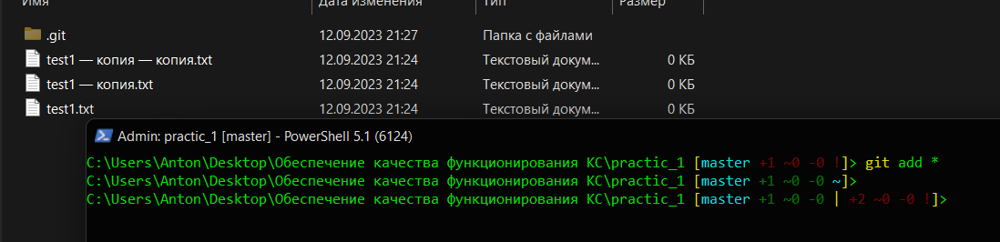 Имя Дата изменения Тип Размер
.git 12.09.2023 21:27 Папка с файлами
test1 — копия — копия.txt 12.09.2023 21:24 Текстовый докум... 0 КБ
test1 — копия.txt 12.09.2023 21:24 Текстовый докум... 0 КБ
test1.txt 12.09.2023 21:24 Текстовый докум... 0 КБ
Admin: practic_1 [master] - PowerShell 5.1 (6124)
C:\Users\Anton\Desktop\Обеспечение качества функционирования КС\practic_1 [master +1 ~0 -0 !]> git add *
C:\Users\Anton\Desktop\Обеспечение качества функционирования КС\practic_1 [master +1 ~0 -0 ~]>
C:\Users\Anton\Desktop\Обеспечение качества функционирования КС\practic_1 [master +1 ~0 -0 | +2 ~0 -0 !]>